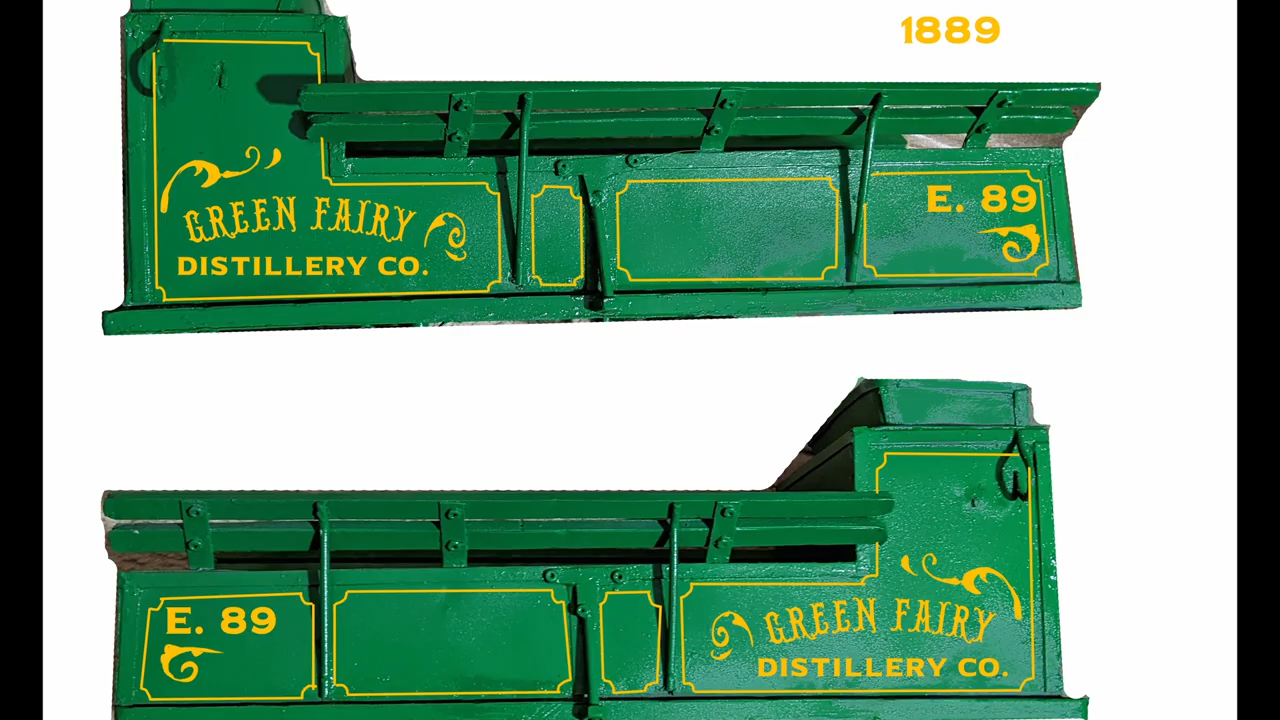 1889
E. 89
GREEN FAIRY
DISTILLERY CO.
E. 89
GREEN FAIRY
DISTILLERY CO.